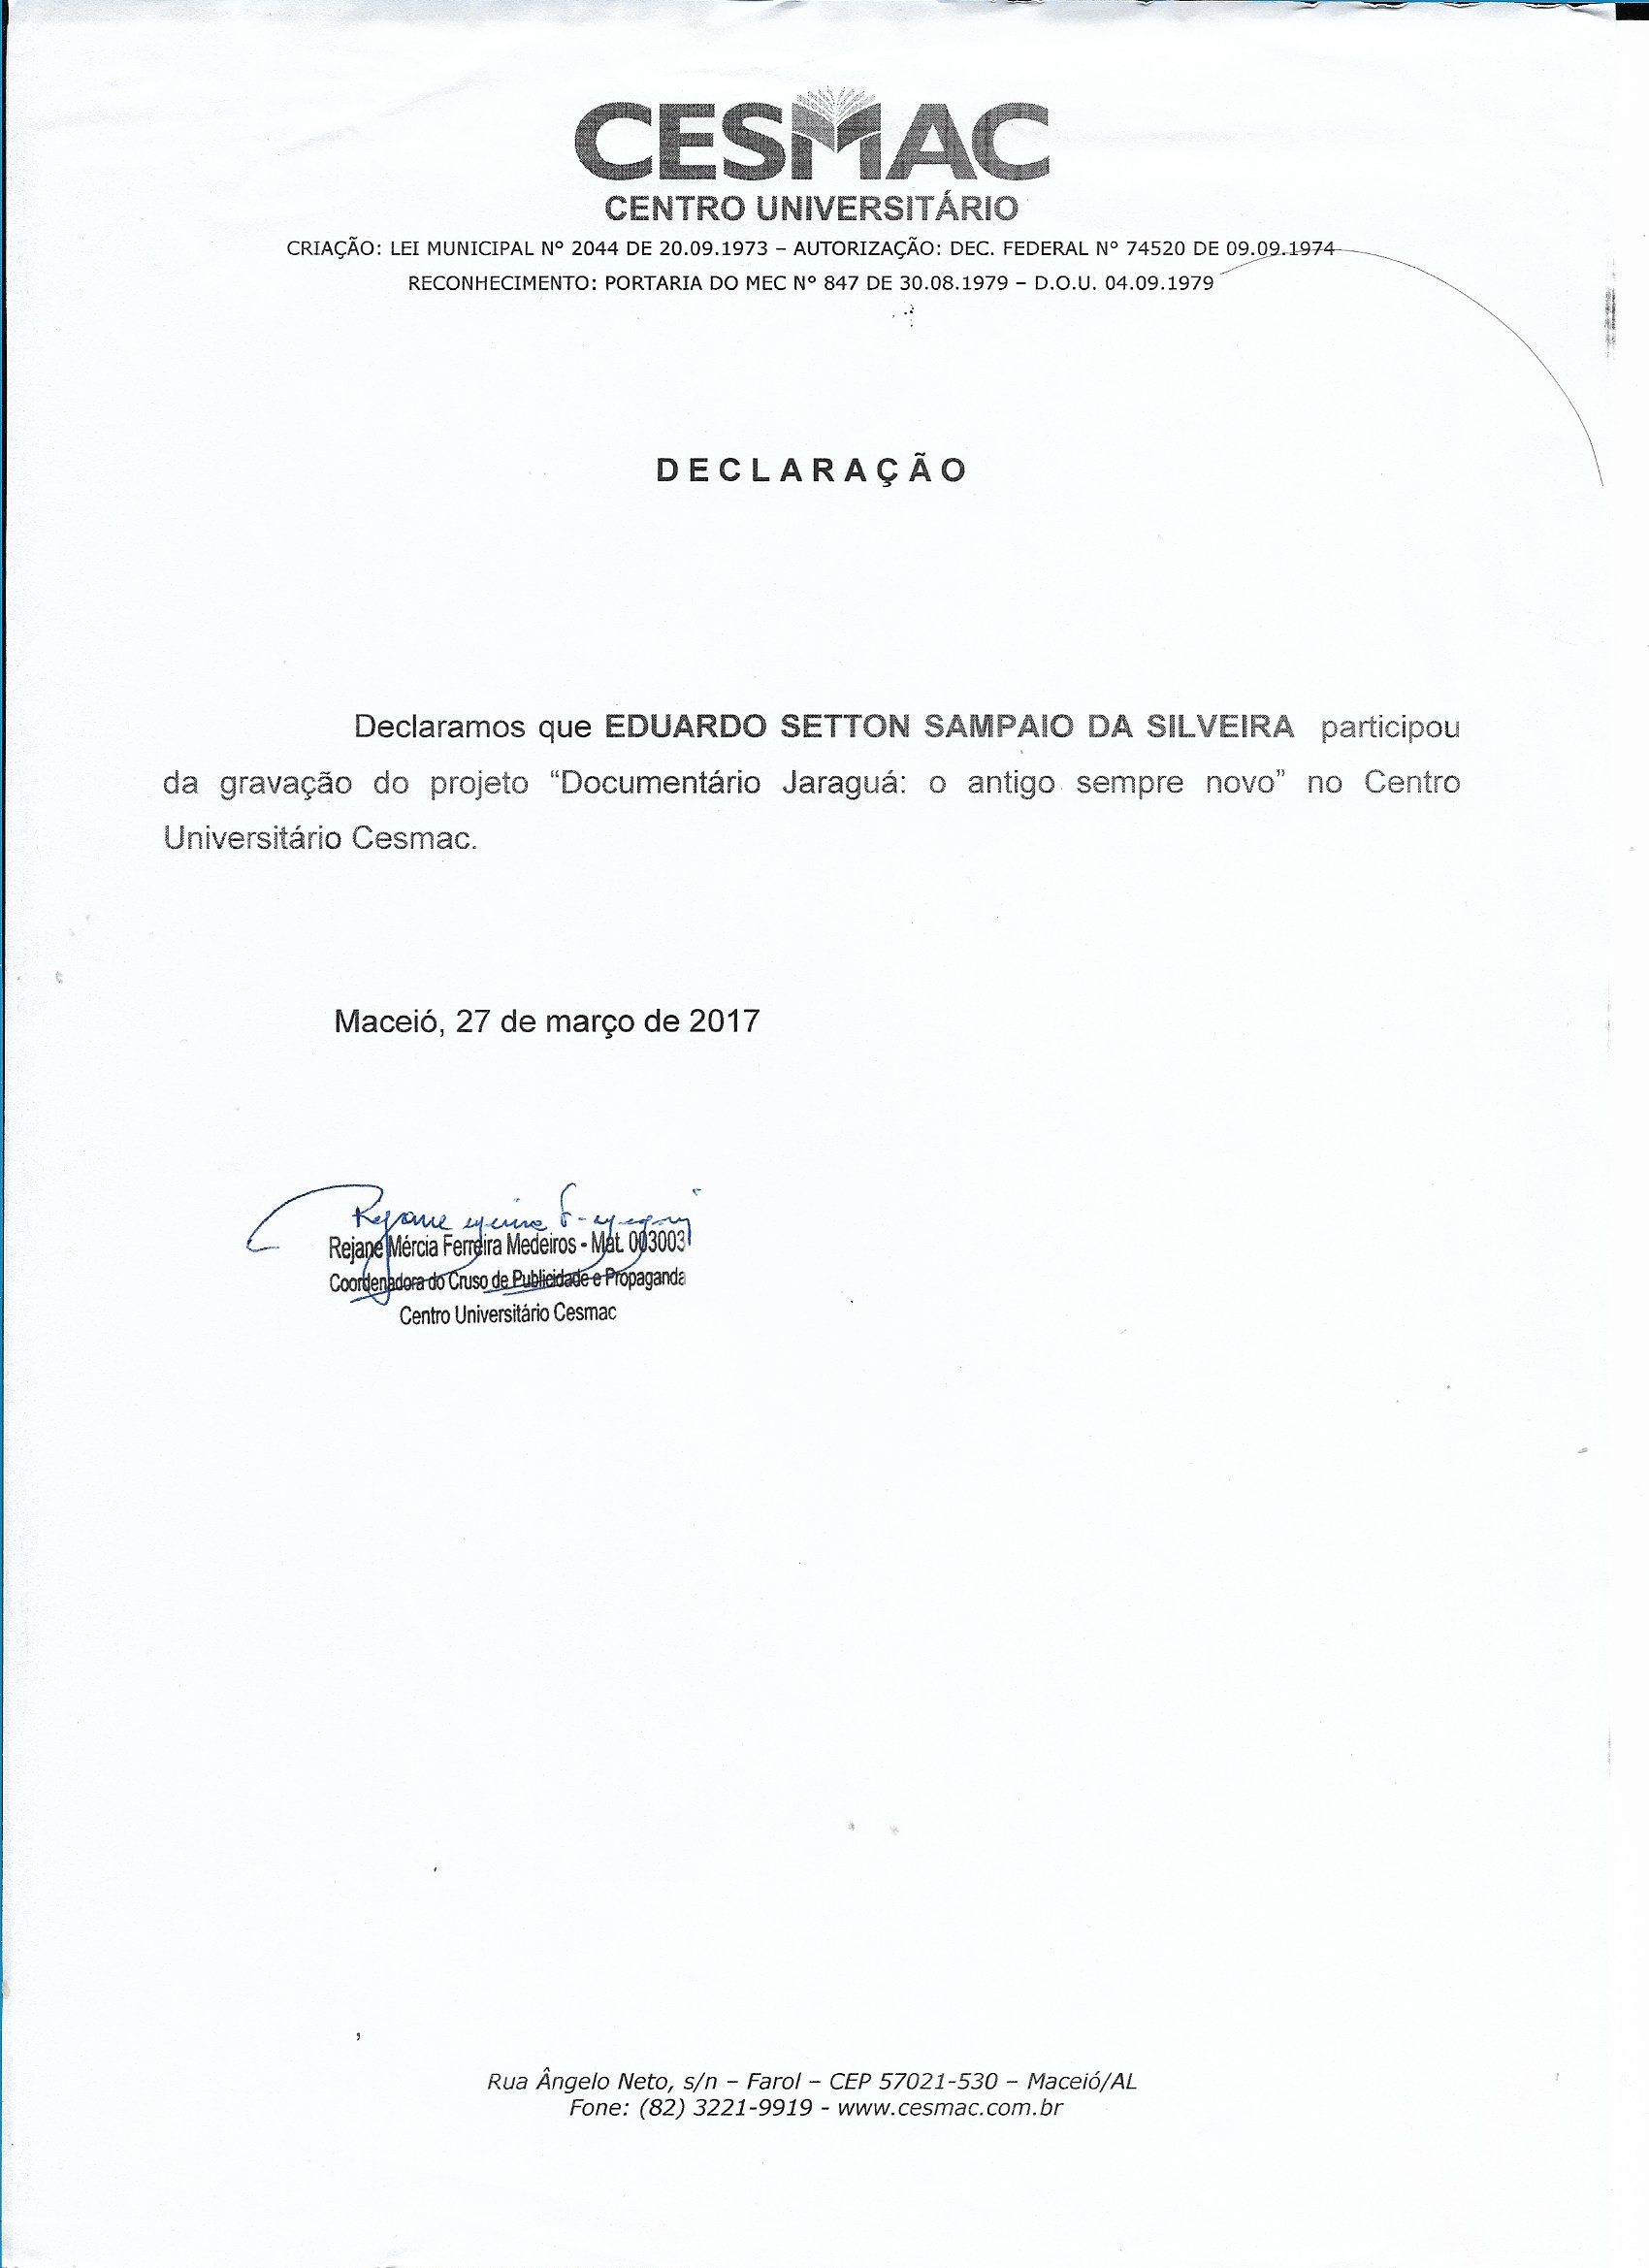 CESMAC
CENTRO UNIVERSITÁRIO
CRIAÇÃO: LEI MUNICIPAL Nº 2044 DE 20.09.1973 – AUTORIZAÇÃO: DEC. FEDERAL Nº 74520 DE 09.09.1974
RECONHECIMENTO: PORTARIA DO MEC Nº 847 DE 30.08.1979 – D.O.U. 04.09.1979
DECLARAÇÃO
Declaramos que EDUARDO SETTON SAMPAIO DA SILVEIRA participou
da gravação do projeto “Documentário Jaraguá: o antigo sempre novo” no Centro
Universitário Cesmac.
Maceió, 27 de março de 2017
Rejane Mércia Ferreira Medeiros - Mat. 003003
Coordenadora do Cruso de Publicidade e Propaganda
Centro Universitário Cesmac
Rua Ângelo Neto, s/n – Farol – CEP 57021-530 – Maceió/AL
Fone: (82) 3221-9919 - www.cesmac.com.br